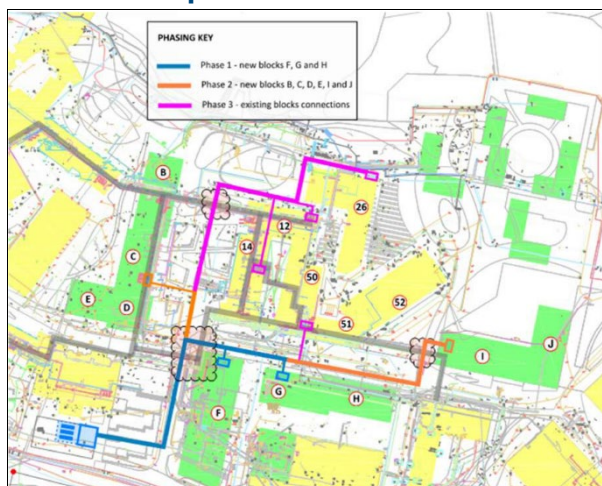 PHASING KEY
Phase 1 - new blocks F, G and H
Phase 2 - new blocks B, C, D, E, I and J
Phase 3 - existing blocks connections
B
26
12
14
C
50
52
E
D
51
J
I
G
H
F